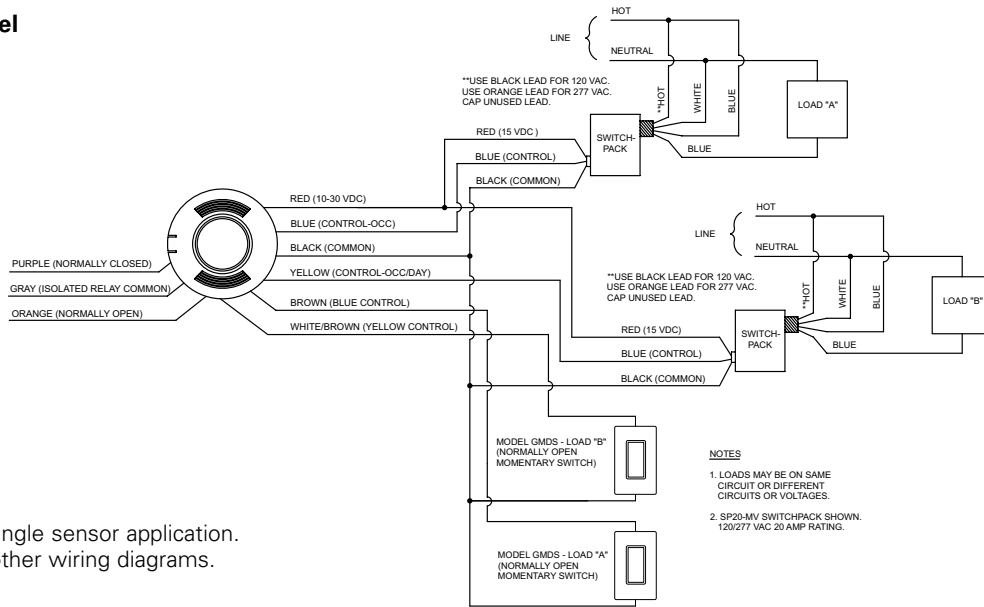 el
HOT
LINE
NEUTRAL
**USE BLACK LEAD FOR 120 VAC.
USE ORANGE LEAD FOR 277 VAC.
CAP UNUSED LEAD.
**HOT
WHITE
BLUE
LOAD "A"
SWITCH-
PACK
BLUE
RED (15 VDC )
BLUE (CONTROL)
BLACK (COMMON)
RED (10-30 VDC)
BLUE (CONTROL-OCC)
BLACK (COMMON)
YELLOW (CONTROL-OCC/DAY)
BROWN (BLUE CONTROL)
WHITE/BROWN (YELLOW CONTROL)
PURPLE (NORMALLY CLOSED)
GRAY (ISOLATED RELAY COMMON)
ORANGE (NORMALLY OPEN)
HOT
LINE
NEUTRAL
**USE BLACK LEAD FOR 120 VAC.
USE ORANGE LEAD FOR 277 VAC.
CAP UNUSED LEAD.
**HOT
WHITE
BLUE
LOAD "B"
SWITCH-
PACK
BLUE
RED (15 VDC)
BLUE (CONTROL)
BLACK (COMMON)
MODEL GMDS - LOAD "B"
(NORMALLY OPEN
MOMENTARY SWITCH)
NOTES
1. LOADS MAY BE ON SAME
CIRCUIT OR DIFFERENT
CIRCUITS OR VOLTAGES.
2. SP20-MV SWITCHPACK SHOWN.
120/277 VAC 20 AMP RATING.
MODEL GMDS - LOAD "A"
(NORMALLY OPEN
MOMENTARY SWITCH)
ngle sensor application.
other wiring diagrams.